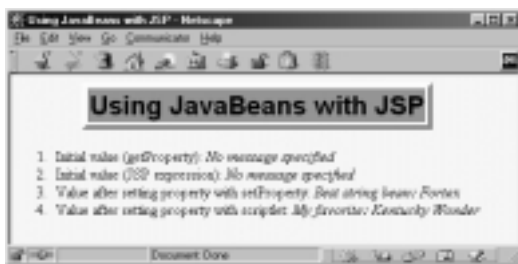 Using JavaBeans with JSP - Netscape
File Edit View Go Communicator Help
Using JavaBeans with JSP
1. Initial value (getProperty): No message specified
2. Initial value (JSP expression): No message specified
3. Value after setting property with setProperty: Best string bean: Fortex
4. Value after setting property with scriptlet: My favorite: Kentucky Wonder
Document Done